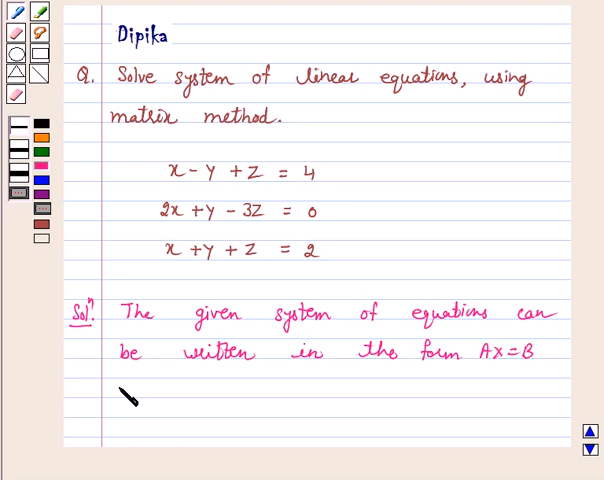 Dipika
Q. Solve system of linear equations, using
matrix method.
x - y + z = 4
2x + y - 3z = 0
x + y + z = 2
Solⁿ. The given system of equations can
be written in the form AX = B